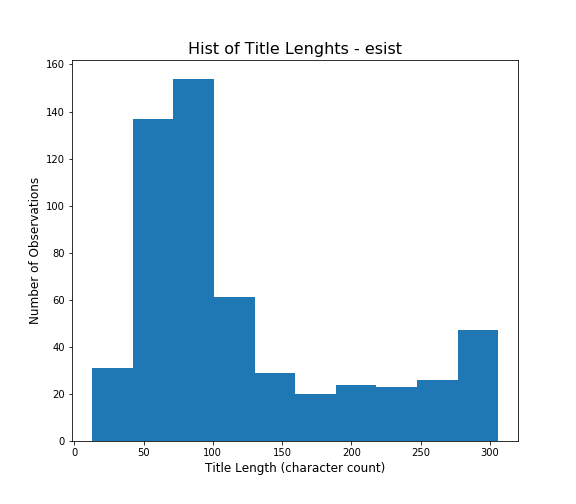 Hist of Title Lenghts - esist
160
140
120
100
80
60
40
20
0
Number of Observations
0 50 100 150 200 250 300
Title Length (character count)